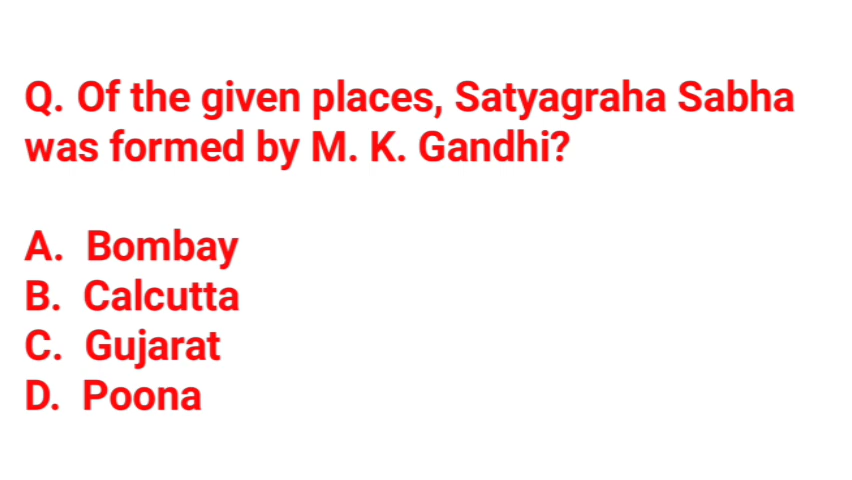 Q. Of the given places, Satyagraha Sabha
was formed by M. K. Gandhi?
A. Bombay
B. Calcutta
C. Gujarat
D. Poona